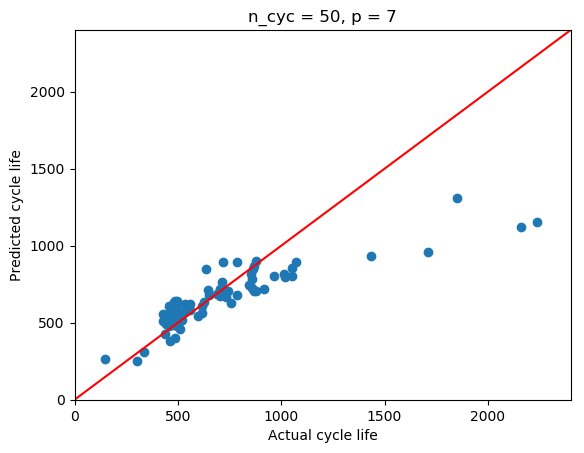 n_cyc = 50, p = 7
Predicted cycle life
2000
1500
1000
500
0
0 500 1000 1500 2000
Actual cycle life